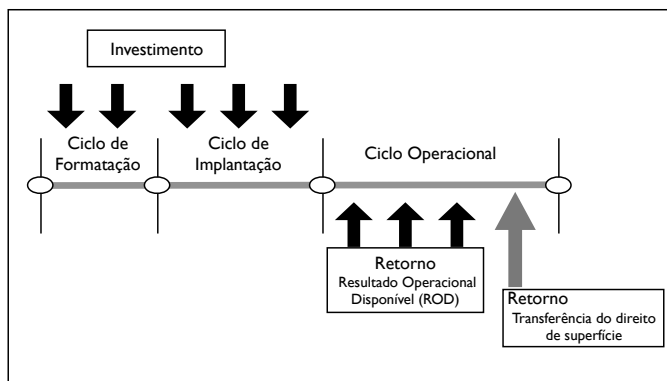 Investimento
Ciclo de
Formatação
Ciclo de
Implantação
Ciclo Operacional
Retorno
Resultado Operacional
Disponível (ROD)
Retorno
Transferência do direito
de superfície